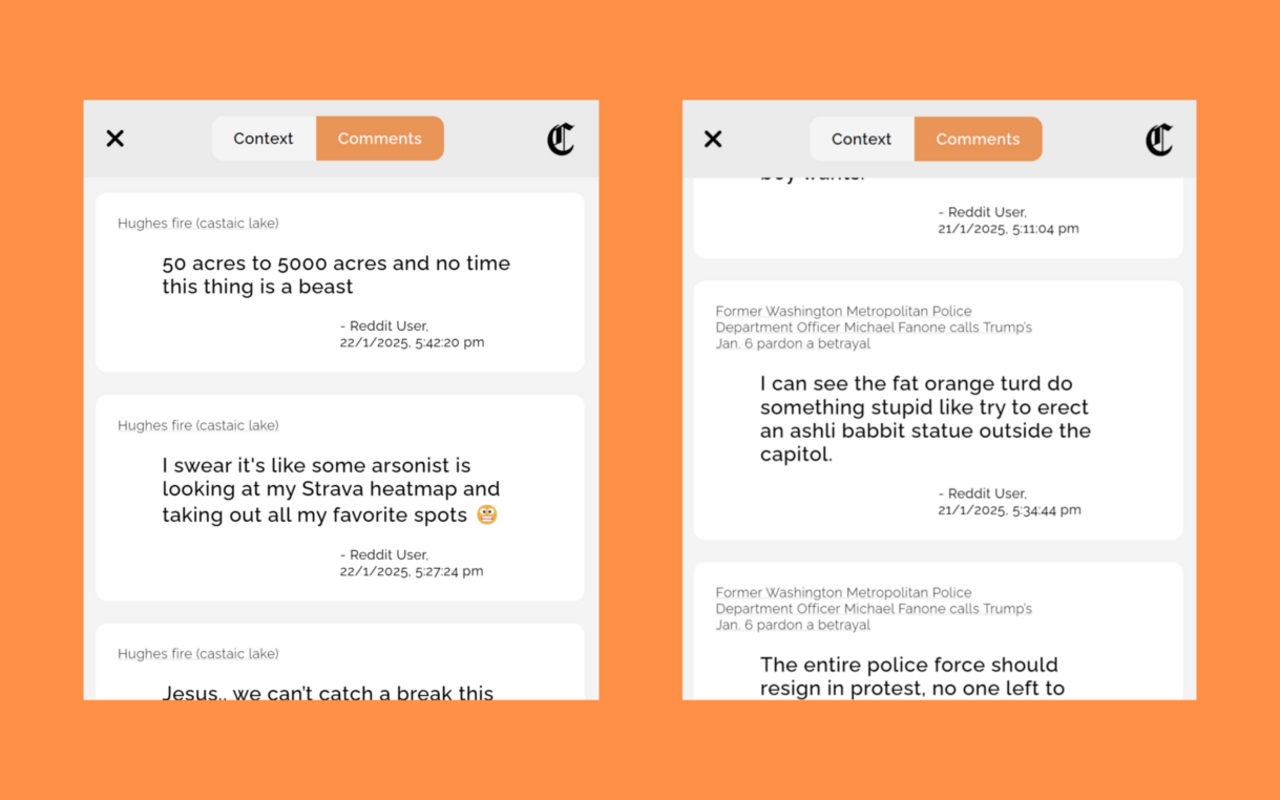 Context
Comments
C
Hughes fire (castaic lake)
50 acres to 5000 acres and no time
this thing is a beast
- Reddit User,
22/1/2025, 5:42:20 pm
Hughes fire (castaic lake)
I swear it's like some arsonist is
looking at my Strava heatmap and
taking out all my favorite spots 😬
- Reddit User,
22/1/2025, 5:27:24 pm
Hughes fire (castaic lake)
Jesus.. we can't catch a break this
Context
Comments
C
boy wants.
- Reddit User,
21/1/2025, 5:11:04 pm
Former Washington Metropolitan Police
Department Officer Michael Fanone calls Trump's
Jan. 6 pardon a betrayal
I can see the fat orange turd do
something stupid like try to erect
an ashli babbit statue outside the
capitol.
- Reddit User,
21/1/2025, 5:34:44 pm
Former Washington Metropolitan Police
Department Officer Michael Fanone calls Trump's
Jan. 6 pardon a betrayal
The entire police force should
resign in protest, no one left to